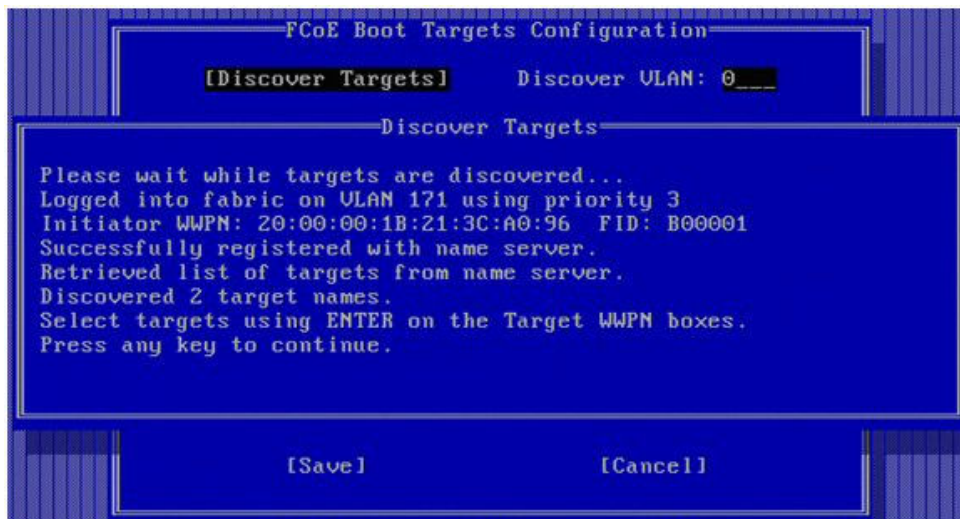 FCoE Boot Targets Configuration
[Discover Targets] Discover VLAN: 0___
Discover Targets
Please wait while targets are discovered...
Logged into fabric on VLAN 171 using priority 3
Initiator WWPN: 20:00:00:1B:21:3C:A0:96 FID: B00001
Successfully registered with name server.
Retrieved list of targets from name server.
Discovered 2 target names.
Select targets using ENTER on the Target WWPN boxes.
Press any key to continue.
[Save] [Cancel]